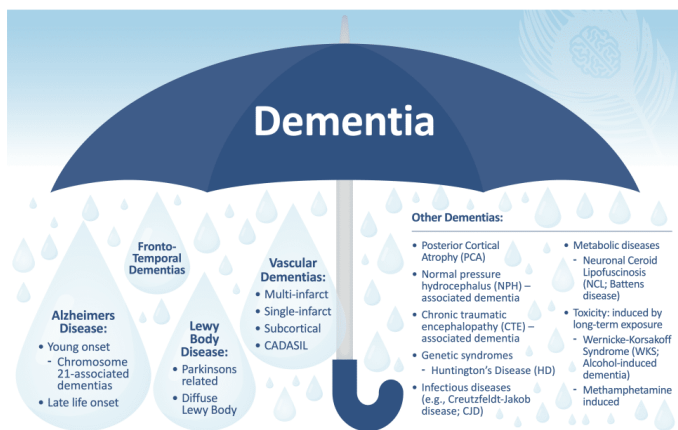 Dementia
Fronto-
Temporal
Dementias
Alzheimers
Disease:
• Young onset
- Chromosome
21-associated
dementias
• Late life onset
Lewy
Body
Disease:
• Parkinsons
related
• Diffuse
Lewy Body
Vascular
Dementias:
• Multi-infarct
• Single-infarct
• Subcortical
• CADASIL
Other Dementias:
• Posterior Cortical
Atrophy (PCA)
• Normal pressure
hydrocephalus (NPH) –
associated dementia
• Chronic traumatic
encephalopathy (CTE) –
associated dementia
• Genetic syndromes
- Huntington's Disease (HD)
• Infectious diseases
(e.g., Creutzfeldt-Jakob
disease; CJD)
• Metabolic diseases
- Neuronal Ceroid
Lipofuscinosis
(NCL; Battens
disease)
• Toxicity: induced by
long-term exposure
- Wernicke-Korsakoff
Syndrome (WKS;
Alcohol-induced
dementia)
- Methamphetamine
induced